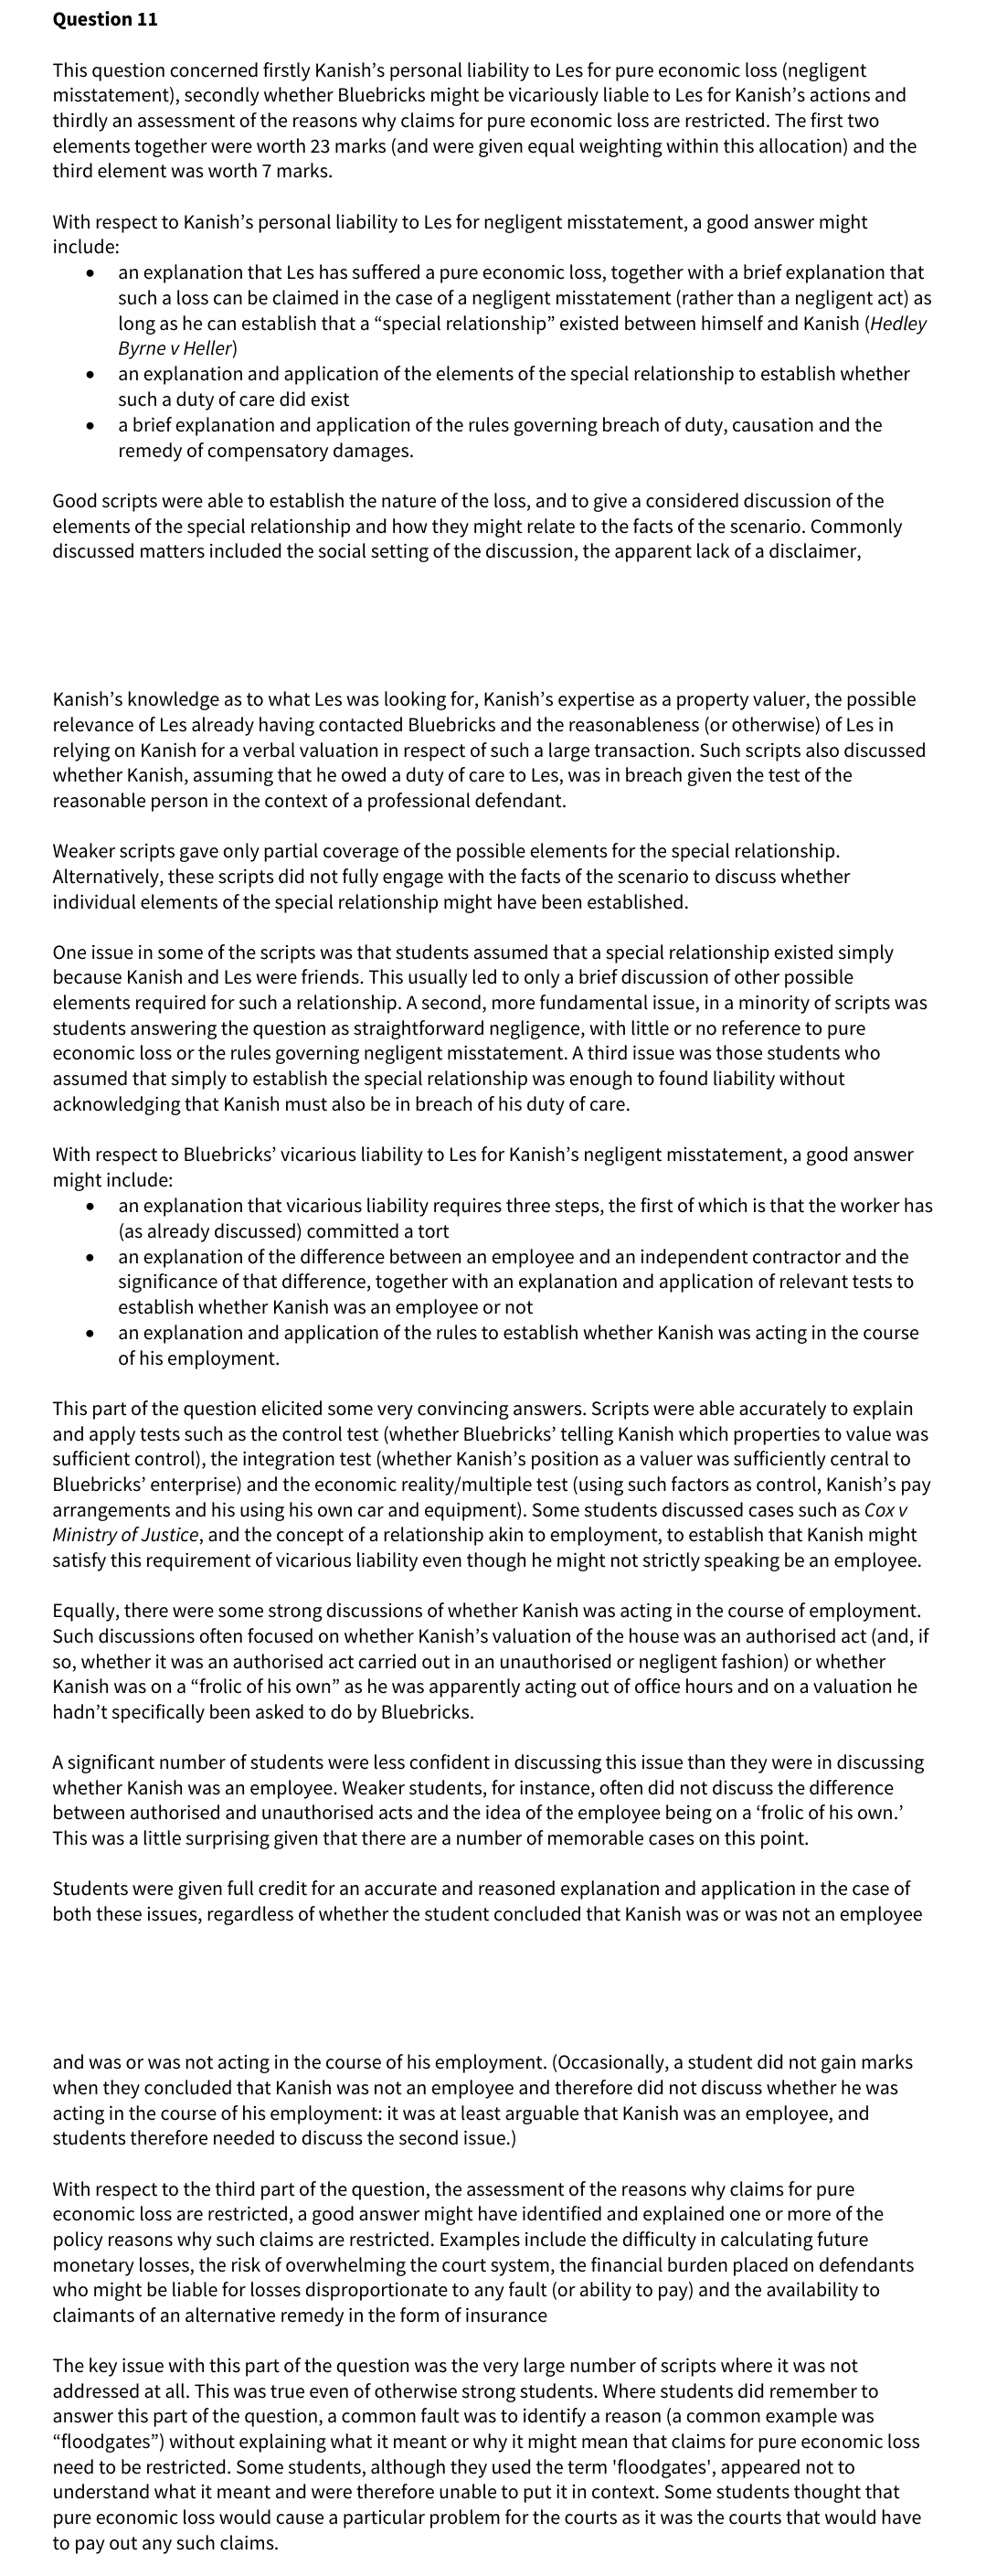 Question 11
This question concerned firstly Kanish’s personal liability to Les for pure economic loss (negligent
misstatement), secondly whether Bluebricks might be vicariously liable to Les for Kanish’s actions and
thirdly an assessment of the reasons why claims for pure economic loss are restricted. The first two
elements together were worth 23 marks (and were given equal weighting within this allocation) and the
third element was worth 7 marks.
With respect to Kanish’s personal liability to Les for negligent misstatement, a good answer might
include:
• an explanation that Les has suffered a pure economic loss, together with a brief explanation that
such a loss can be claimed in the case of a negligent misstatement (rather than a negligent act) as
long as he can establish that a “special relationship” existed between himself and Kanish (Hedley
Byrne v Heller)
• an explanation and application of the elements of the special relationship to establish whether
such a duty of care did exist
• a brief explanation and application of the rules governing breach of duty, causation and the
remedy of compensatory damages.
Good scripts were able to establish the nature of the loss, and to give a considered discussion of the
elements of the special relationship and how they might relate to the facts of the scenario. Commonly
discussed matters included the social setting of the discussion, the apparent lack of a disclaimer,
Kanish’s knowledge as to what Les was looking for, Kanish’s expertise as a property valuer, the possible
relevance of Les already having contacted Bluebricks and the reasonableness (or otherwise) of Les in
relying on Kanish for a verbal valuation in respect of such a large transaction. Such scripts also discussed
whether Kanish, assuming that he owed a duty of care to Les, was in breach given the test of the
reasonable person in the context of a professional defendant.
Weaker scripts gave only partial coverage of the possible elements for the special relationship.
Alternatively, these scripts did not fully engage with the facts of the scenario to discuss whether
individual elements of the special relationship might have been established.
One issue in some of the scripts was that students assumed that a special relationship existed simply
because Kanish and Les were friends. This usually led to only a brief discussion of other possible
elements required for such a relationship. A second, more fundamental issue, in a minority of scripts was
students answering the question as straightforward negligence, with little or no reference to pure
economic loss or the rules governing negligent misstatement. A third issue was those students who
assumed that simply to establish the special relationship was enough to found liability without
acknowledging that Kanish must also be in breach of his duty of care.
With respect to Bluebricks’ vicarious liability to Les for Kanish’s negligent misstatement, a good answer
might include:
• an explanation that vicarious liability requires three steps, the first of which is that the worker has
(as already discussed) committed a tort
• an explanation of the difference between an employee and an independent contractor and the
significance of that difference, together with an explanation and application of relevant tests to
establish whether Kanish was an employee or not
• an explanation and application of the rules to establish whether Kanish was acting in the course
of his employment.
This part of the question elicited some very convincing answers. Scripts were able accurately to explain
and apply tests such as the control test (whether Bluebricks’ telling Kanish which properties to value was
sufficient control), the integration test (whether Kanish’s position as a valuer was sufficiently central to
Bluebricks’ enterprise) and the economic reality/multiple test (using such factors as control, Kanish’s pay
arrangements and his using his own car and equipment). Some students discussed cases such as Cox v
Ministry of Justice, and the concept of a relationship akin to employment, to establish that Kanish might
satisfy this requirement of vicarious liability even though he might not strictly speaking be an employee.
Equally, there were some strong discussions of whether Kanish was acting in the course of employment.
Such discussions often focused on whether Kanish’s valuation of the house was an authorised act (and, if
so, whether it was an authorised act carried out in an unauthorised or negligent fashion) or whether
Kanish was on a “frolic of his own” as he was apparently acting out of office hours and on a valuation he
hadn’t specifically been asked to do by Bluebricks.
A significant number of students were less confident in discussing this issue than they were in discussing
whether Kanish was an employee. Weaker students, for instance, often did not discuss the difference
between authorised and unauthorised acts and the idea of the employee being on a ‘frolic of his own.’
This was a little surprising given that there are a number of memorable cases on this point.
Students were given full credit for an accurate and reasoned explanation and application in the case of
both these issues, regardless of whether the student concluded that Kanish was or was not an employee
and was or was not acting in the course of his employment. (Occasionally, a student did not gain marks
when they concluded that Kanish was not an employee and therefore did not discuss whether he was
acting in the course of his employment: it was at least arguable that Kanish was an employee, and
students therefore needed to discuss the second issue.)
With respect to the third part of the question, the assessment of the reasons why claims for pure
economic loss are restricted, a good answer might have identified and explained one or more of the
policy reasons why such claims are restricted. Examples include the difficulty in calculating future
monetary losses, the risk of overwhelming the court system, the financial burden placed on defendants
who might be liable for losses disproportionate to any fault (or ability to pay) and the availability to
claimants of an alternative remedy in the form of insurance
The key issue with this part of the question was the very large number of scripts where it was not
addressed at all. This was true even of otherwise strong students. Where students did remember to
answer this part of the question, a common fault was to identify a reason (a common example was
“floodgates”) without explaining what it meant or why it might mean that claims for pure economic loss
need to be restricted. Some students, although they used the term 'floodgates', appeared not to
understand what it meant and were therefore unable to put it in context. Some students thought that
pure economic loss would cause a particular problem for the courts as it was the courts that would have
to pay out any such claims.